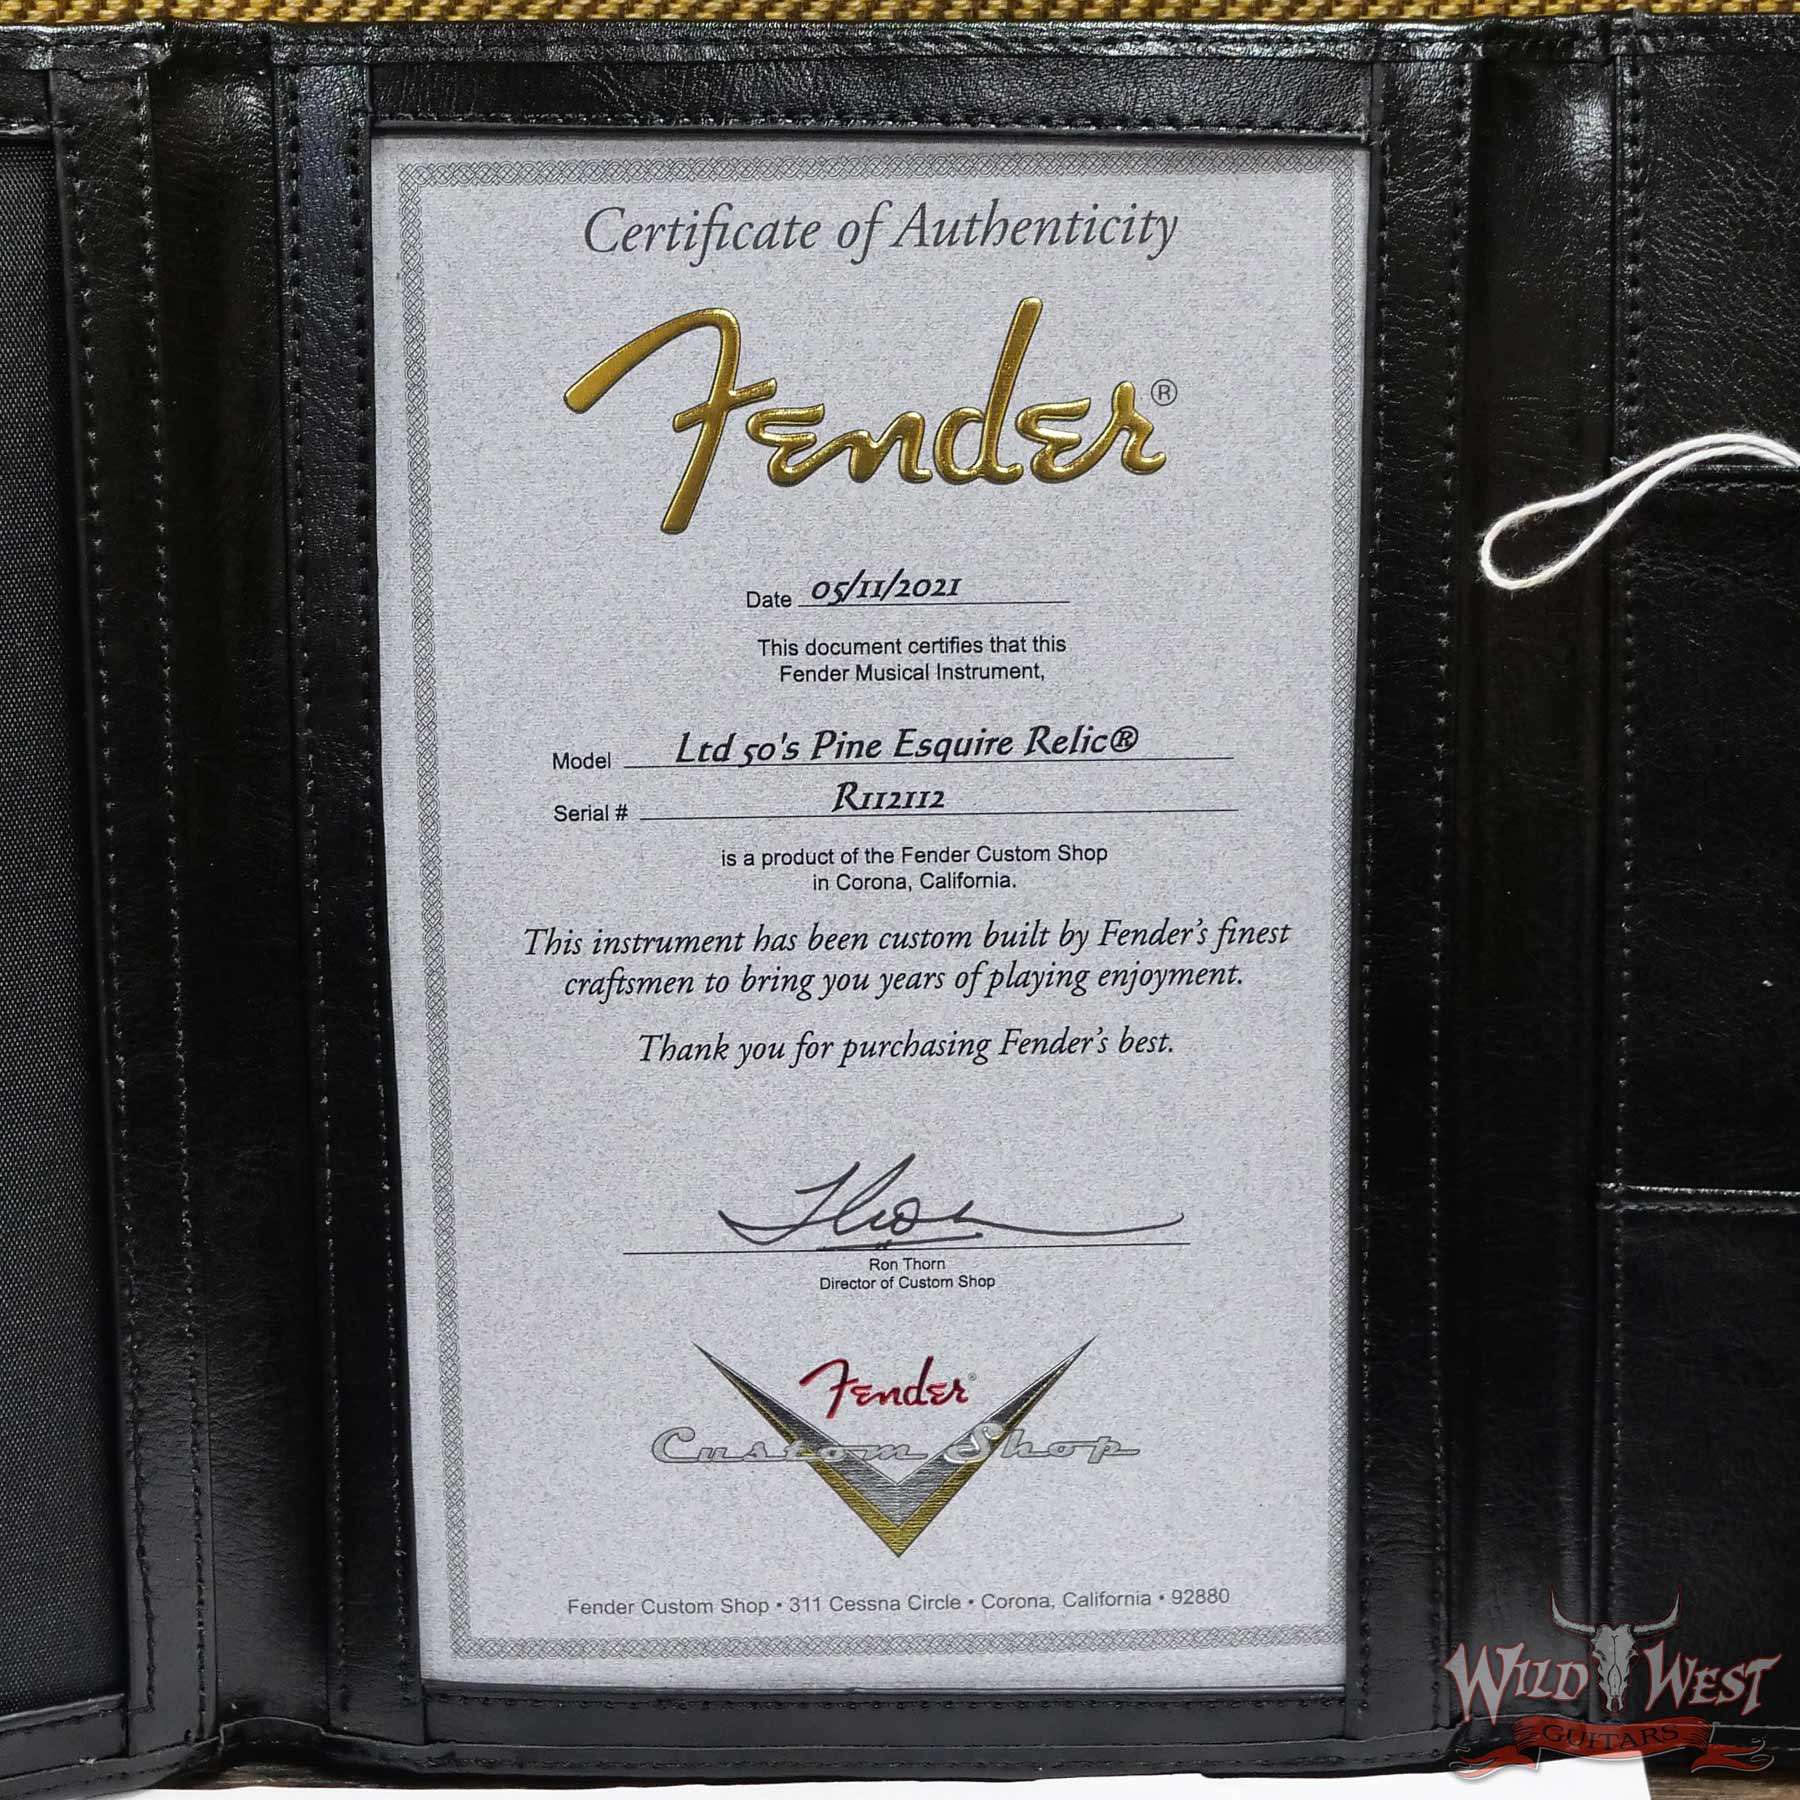 Certificate of Authenticity
Fender®
Date 05/11/2021
This document certifies that this
Fender Musical Instrument,
Model Ltd 50's Pine Esquire Relic®
Serial # R112112
is a product of the Fender Custom Shop
in Corona, California.
This instrument has been custom built by Fender's finest
craftsmen to bring you years of playing enjoyment.
Thank you for purchasing Fender's best.
Ron Thorn
Director of Custom Shop
Fender®
Custom Shop
Fender Custom Shop • 311 Cessna Circle • Corona, California • 92880
WILD WEST
GUITARS